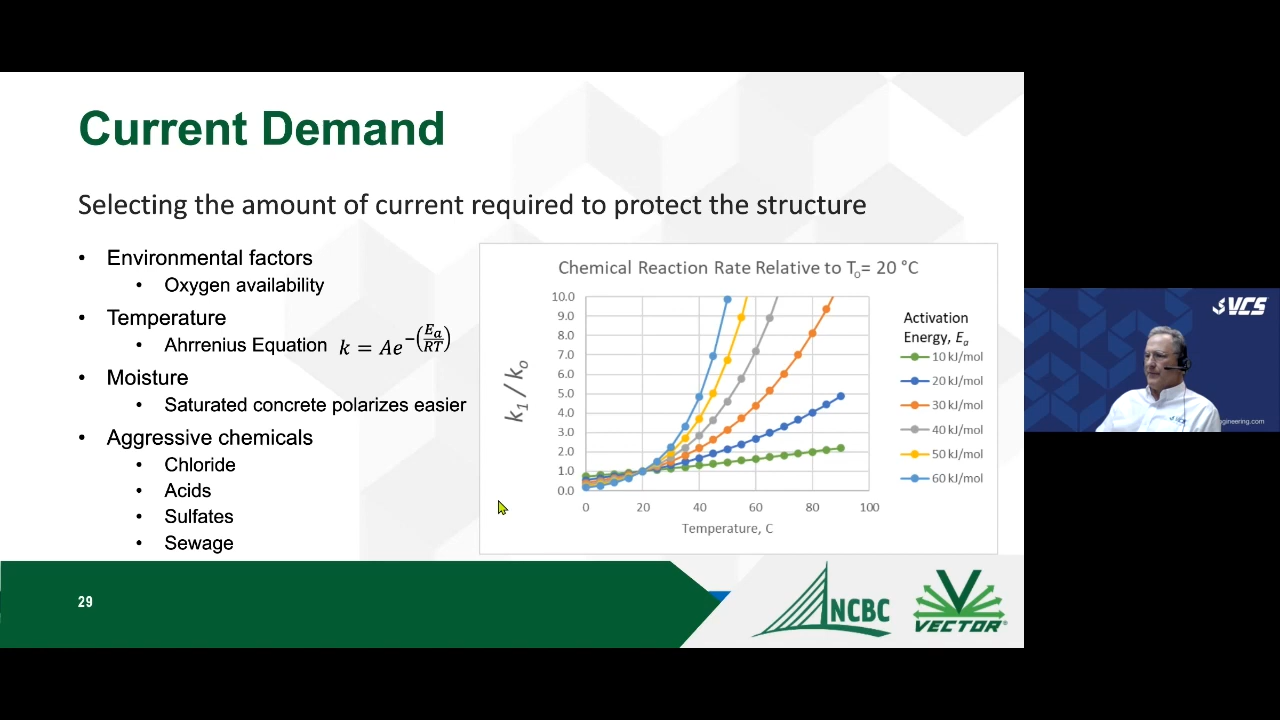 Current Demand
Selecting the amount of current required to protect the structure
• Environmental factors
• Oxygen availability
• Temperature
• Ahrrenius Equation k = Ae^−(Ea/RT)
• Moisture
• Saturated concrete polarizes easier
• Aggressive chemicals
• Chloride
• Acids
• Sulfates
• Sewage
Chemical Reaction Rate Relative to To= 20 °C
k1 / ko
10.0
9.0
8.0
7.0
6.0
5.0
4.0
3.0
2.0
1.0
0.0
0 20 40 60 80 100
Temperature, C
Activation
Energy, Ea
10 kJ/mol
20 kJ/mol
30 kJ/mol
40 kJ/mol
50 kJ/mol
60 kJ/mol
29
NCBC
VECTOR®
VCS
gineering.com